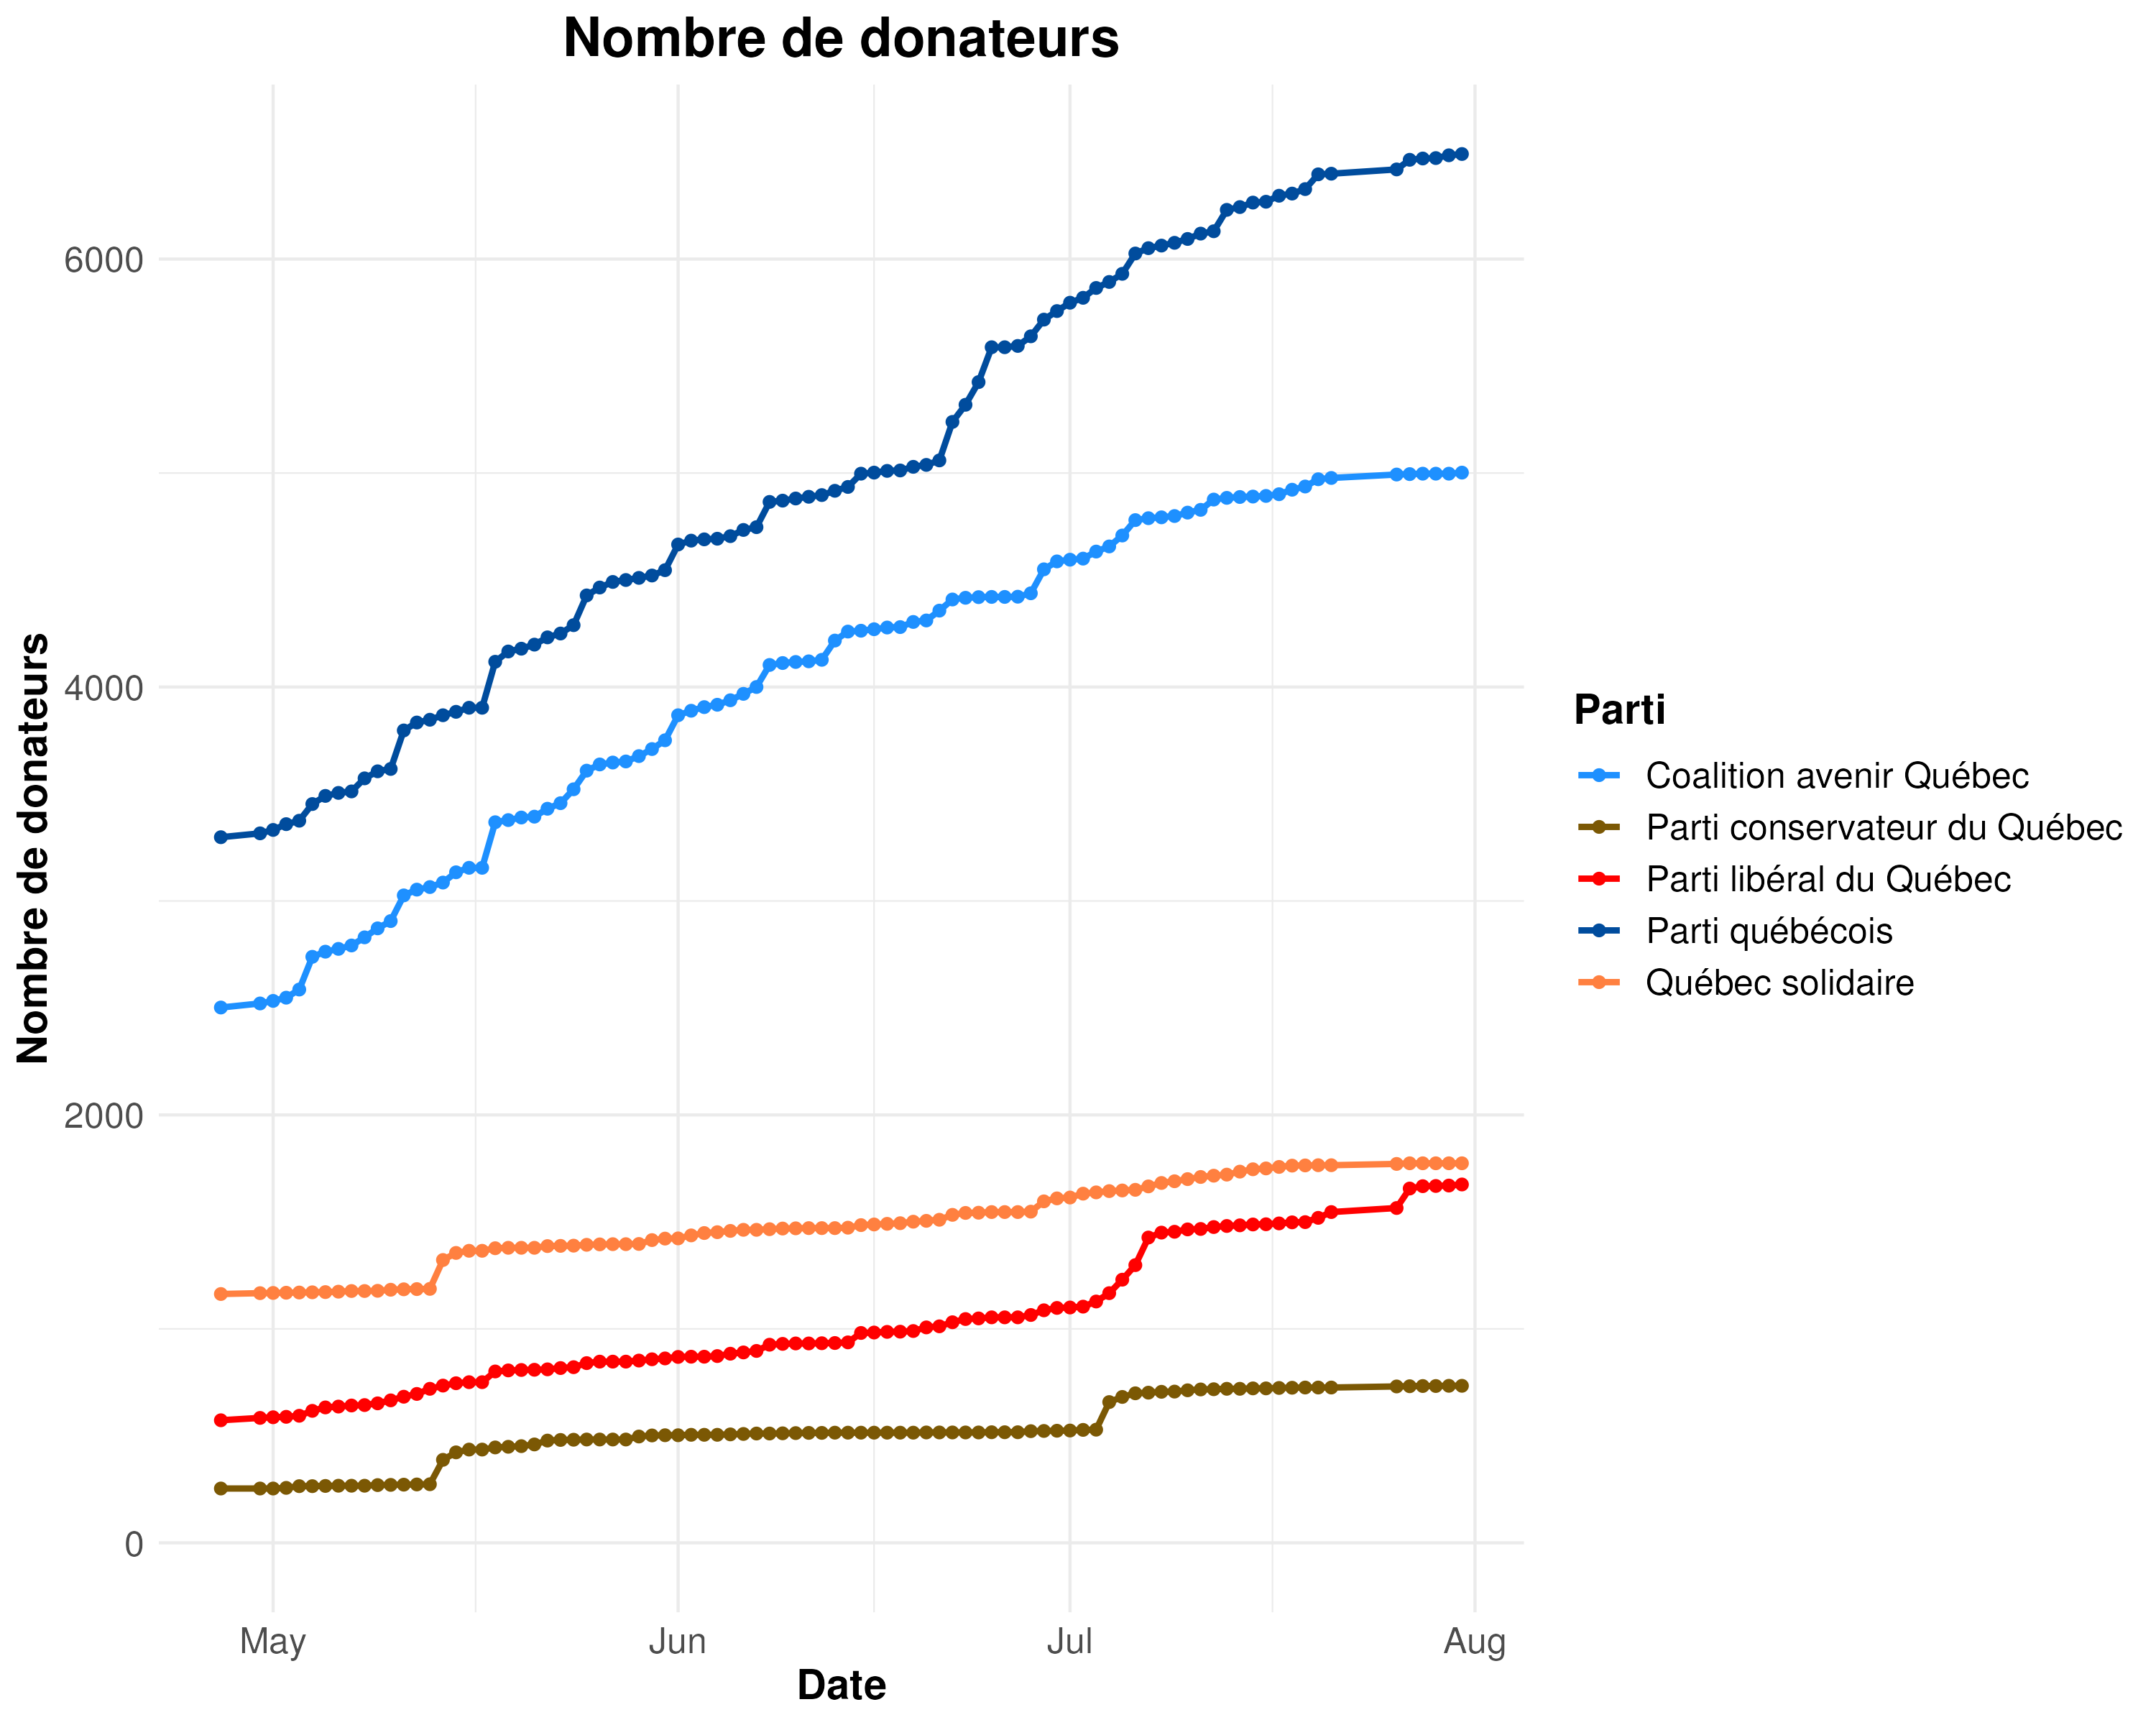 Nombre de donateurs
Nombre de donateurs
6000
4000
2000
0
May
Jun
Jul
Aug
Date
Parti
Coalition avenir Québec
Parti conservateur du Québec
Parti libéral du Québec
Parti québécois
Québec solidaire